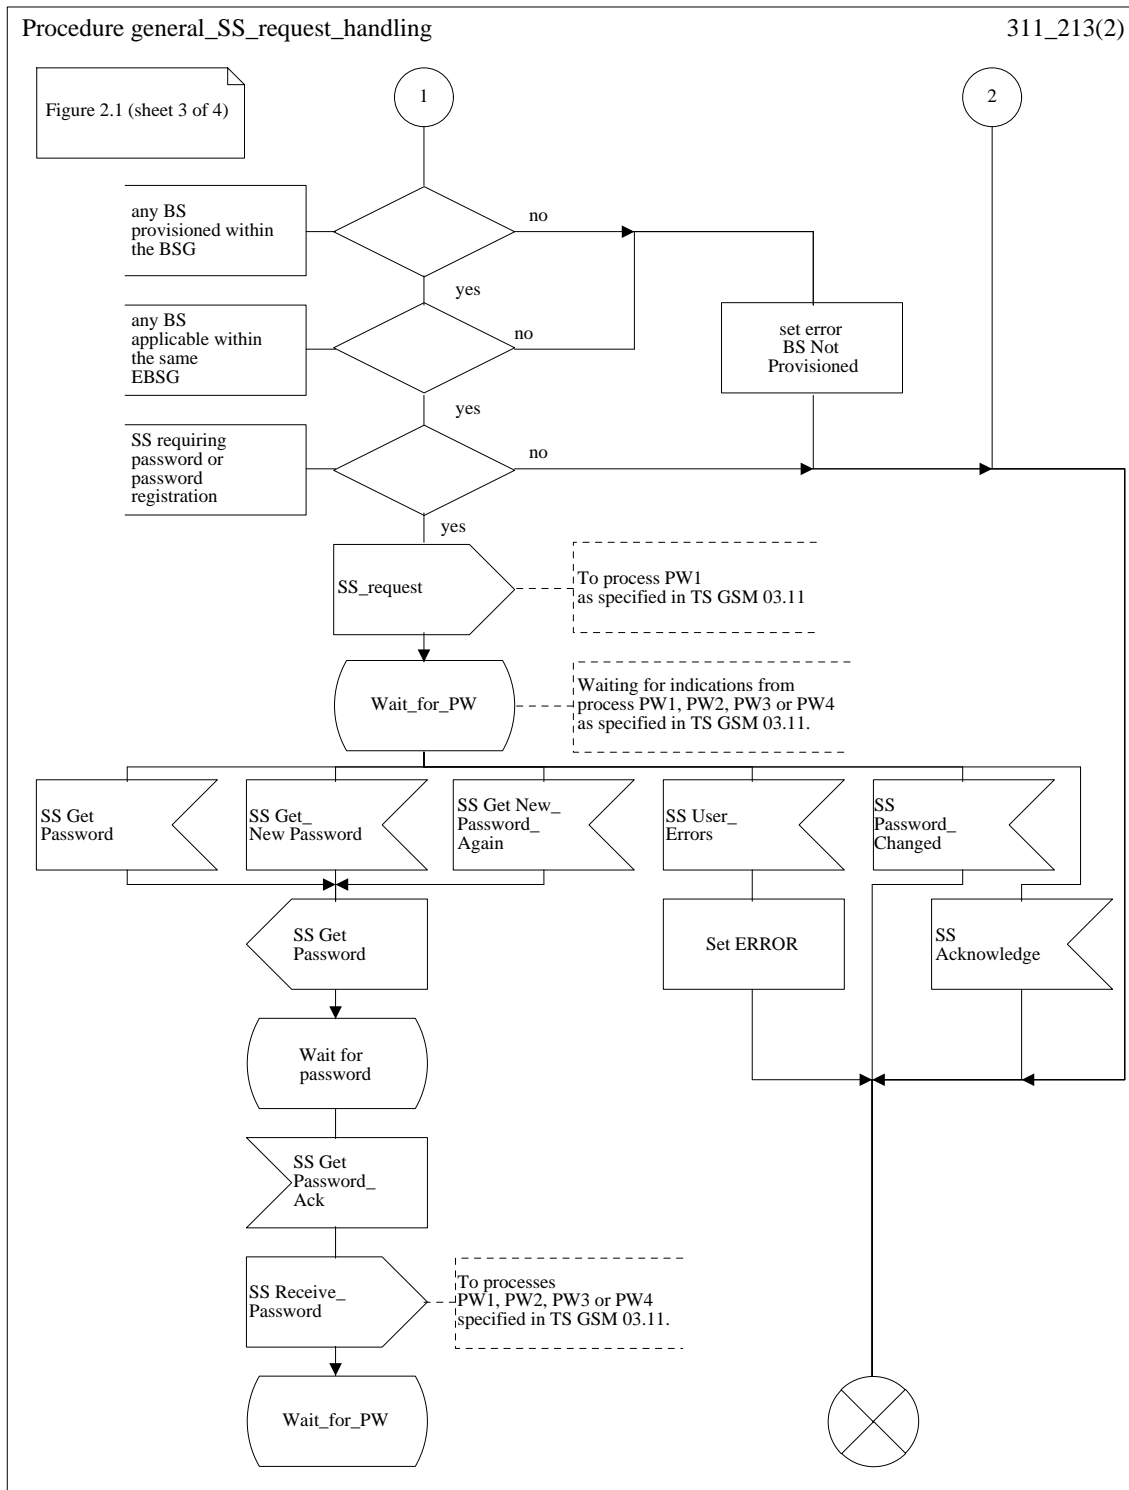 Procedure general_SS_request_handling
311_213(2)
Figure 2.1 (sheet 3 of 4)
1
2
any BS
provisioned within
the BSG
no
yes
any BS
applicable within
the same
EBSG
no
set error
BS Not
Provisioned
yes
SS requiring
password or
password
registration
no
yes
SS_request
To process PW1
as specified in TS GSM 03.11
Wait_for_PW
Waiting for indications from
process PW1, PW2, PW3 or PW4
as specified in TS GSM 03.11.
SS Get
Password
SS Get_
New Password
SS Get New_
Password_
Again
SS User_
Errors
SS
Password_
Changed
SS Get
Password
Set ERROR
SS
Acknowledge
Wait for
password
SS Get
Password_
Ack
SS Receive_
Password
To processes
PW1, PW2, PW3 or PW4
specified in TS GSM 03.11.
Wait_for_PW